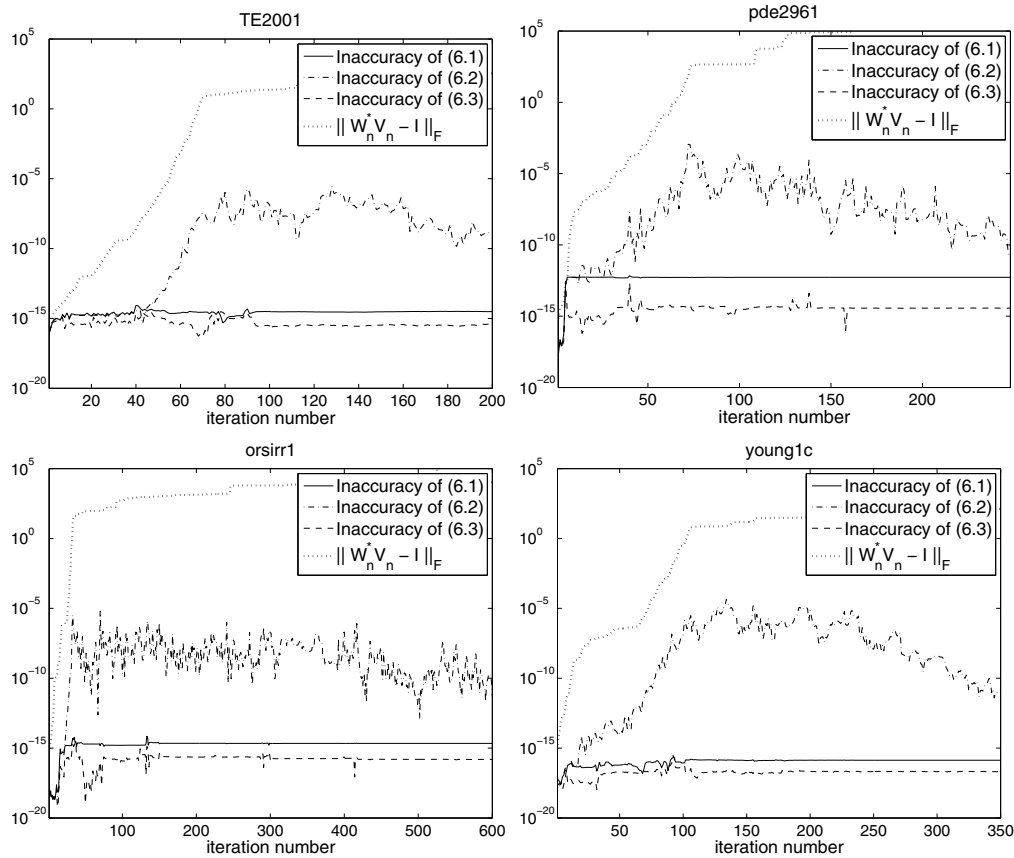 TE2001
10^5
10^0
10^-5
10^-10
10^-15
10^-20
Inaccuracy of (6.1)
Inaccuracy of (6.2)
Inaccuracy of (6.3)
|| W_n^* V_n − I ||_F
20 40 60 80 100 120 140 160 180 200
iteration number
pde2961
10^5
10^0
10^-5
10^-10
10^-15
10^-20
Inaccuracy of (6.1)
Inaccuracy of (6.2)
Inaccuracy of (6.3)
|| W_n^* V_n − I ||_F
50 100 150 200
iteration number
orsirr1
10^5
10^0
10^-5
10^-10
10^-15
10^-20
Inaccuracy of (6.1)
Inaccuracy of (6.2)
Inaccuracy of (6.3)
|| W_n^* V_n − I ||_F
100 200 300 400 500 600
iteration number
young1c
10^5
10^0
10^-5
10^-10
10^-15
10^-20
Inaccuracy of (6.1)
Inaccuracy of (6.2)
Inaccuracy of (6.3)
|| W_n^* V_n − I ||_F
50 100 150 200 250 300 350
iteration number